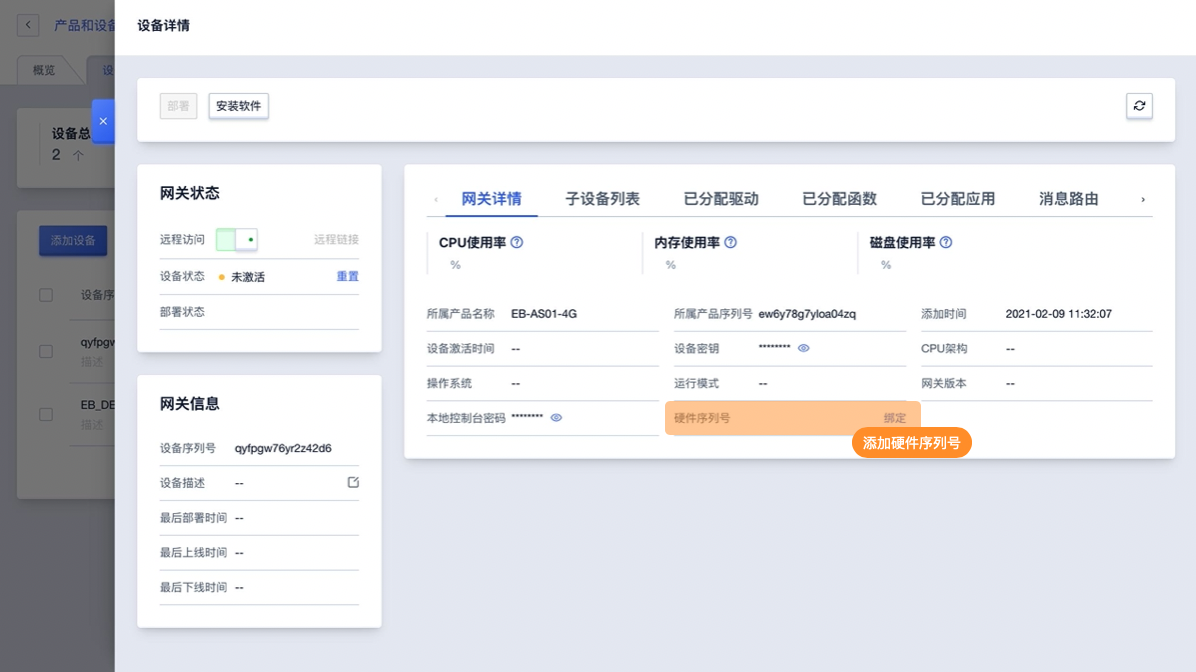 产品和设备
设备详情
概览
设
部署
安装软件
设备总
2 个
添加设备
设备序
qyfpgw
描述
EB_DE
描述
网关状态
远程访问
远程链接
设备状态
未激活
重置
部署状态
网关信息
设备序列号
qyfpgw76yr2z42d6
设备描述
--
最后部署时间
--
最后上线时间
--
最后下线时间
--
网关详情
子设备列表
已分配驱动
已分配函数
已分配应用
消息路由
CPU使用率
%
内存使用率
%
磁盘使用率
%
所属产品名称
EB-AS01-4G
所属产品序列号
ew6y78g7yloa04zq
添加时间
2021-02-09 11:32:07
设备激活时间
--
设备密钥
********
CPU架构
--
操作系统
--
运行模式
--
网关版本
--
本地控制台密码
********
硬件序列号
绑定
添加硬件序列号